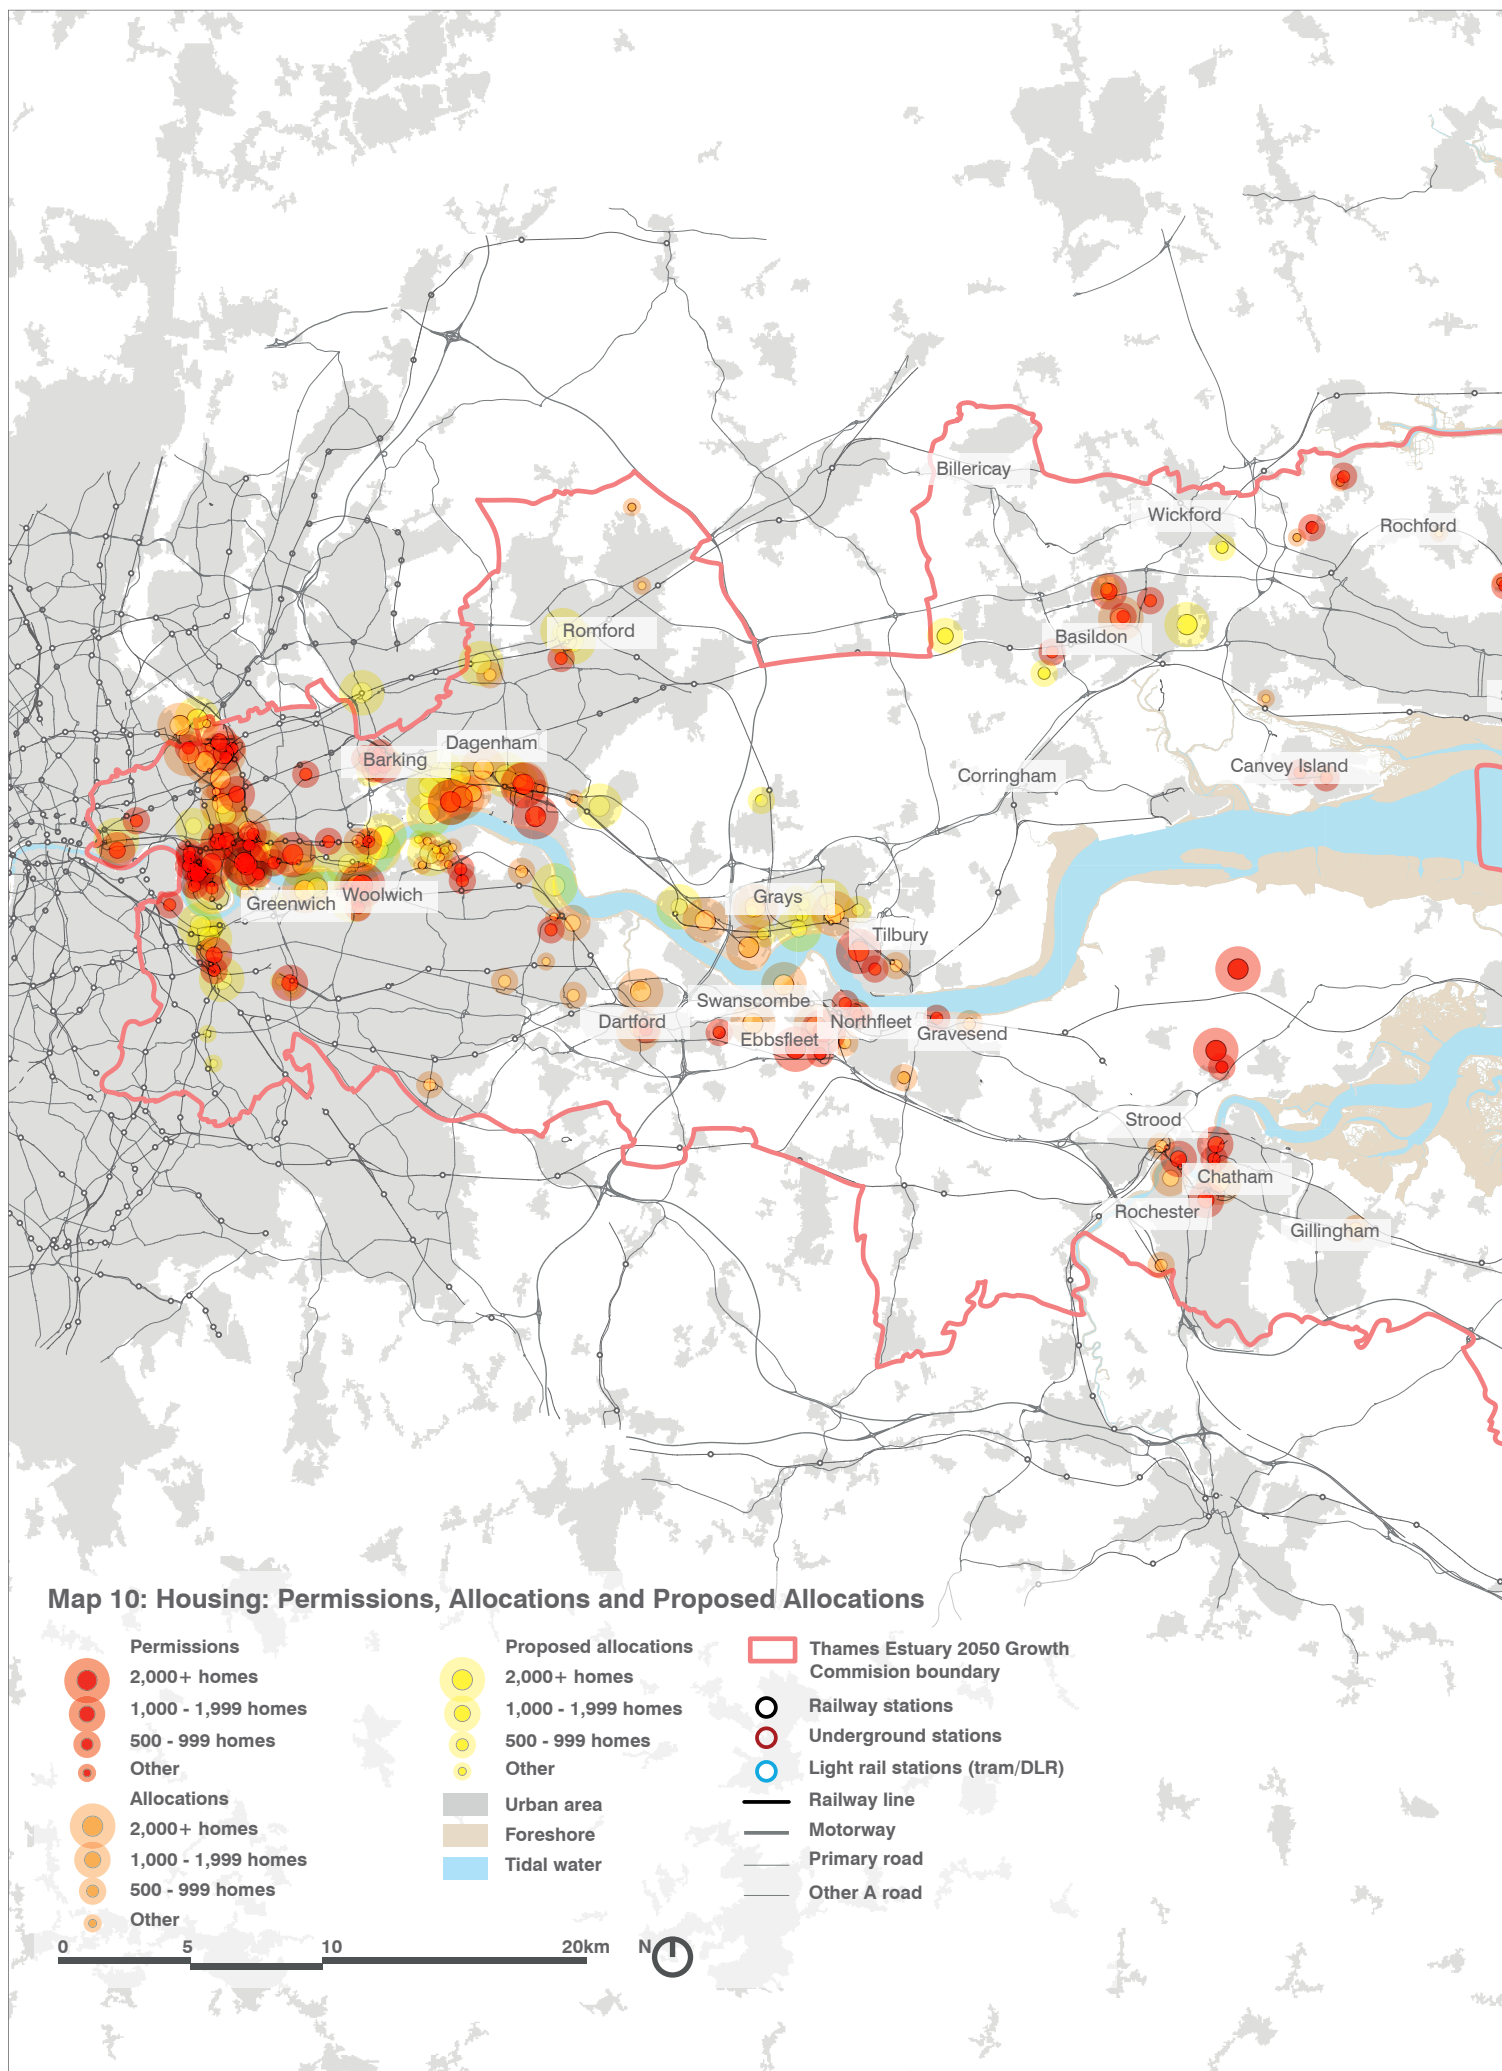 Billericay
Wickford
Rochford
Romford
Basildon
Dagenham
Barking
Canvey Island
Corringham
Woolwich
Greenwich
Grays
Tilbury
Swanscombe
Dartford
Northfleet
Ebbsfleet
Gravesend
Strood
Chatham
Rochester
Gillingham
Map 10: Housing: Permissions, Allocations and Proposed Allocations
Permissions
2,000+ homes
1,000 - 1,999 homes
500 - 999 homes
Other
Allocations
2,000+ homes
1,000 - 1,999 homes
500 - 999 homes
Other
Proposed allocations
2,000+ homes
1,000 - 1,999 homes
500 - 999 homes
Other
Urban area
Foreshore
Tidal water
Thames Estuary 2050 Growth
Commision boundary
Railway stations
Underground stations
Light rail stations (tram/DLR)
Railway line
Motorway
Primary road
Other A road
0 5 10 20km N